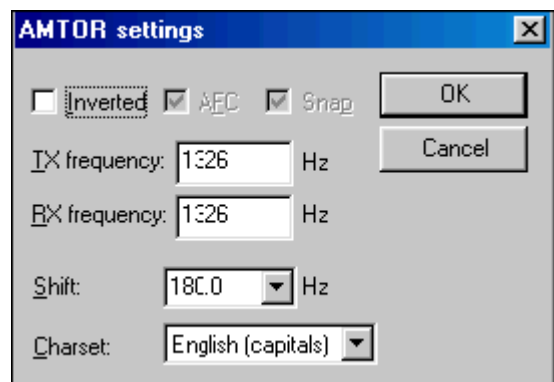 AMTOR settings
Inverted AFC Snap
OK
TX frequency: 1326 Hz
Cancel
RX frequency: 1326 Hz
Shift: 180.0 Hz
Charset: English (capitals)